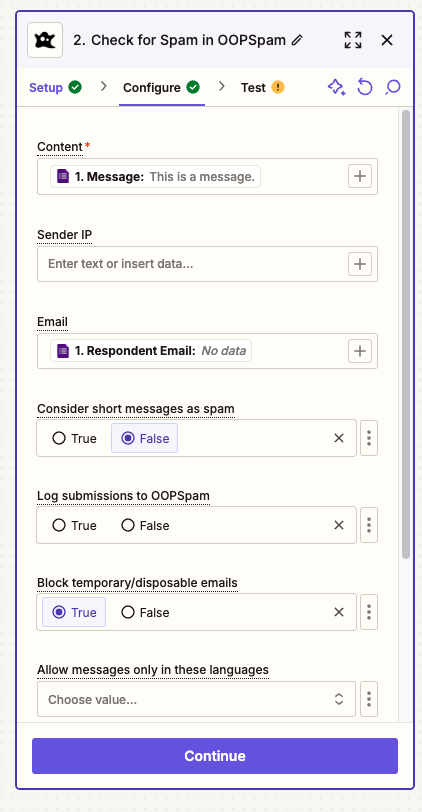 2. Check for Spam in OOPSpam
Setup
Configure
Test
Content*
1. Message: This is a message.
Sender IP
Enter text or insert data...
Email
1. Respondent Email: No data
Consider short messages as spam
True False
Log submissions to OOPSpam
True False
Block temporary/disposable emails
True False
Allow messages only in these languages
Choose value...
Continue